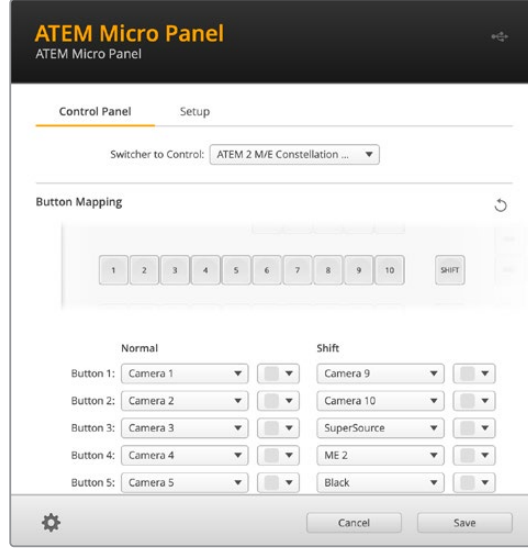 ATEM Micro Panel
ATEM Micro Panel
Control Panel Setup
Switcher to Control: ATEM 2 M/E Constellation ...
Button Mapping
1 2 3 4 5 6 7 8 9 10 SHIFT
Normal Shift
Button 1: Camera 1 Camera 9
Button 2: Camera 2 Camera 10
Button 3: Camera 3 SuperSource
Button 4: Camera 4 ME 2
Button 5: Camera 5 Black
Cancel Save